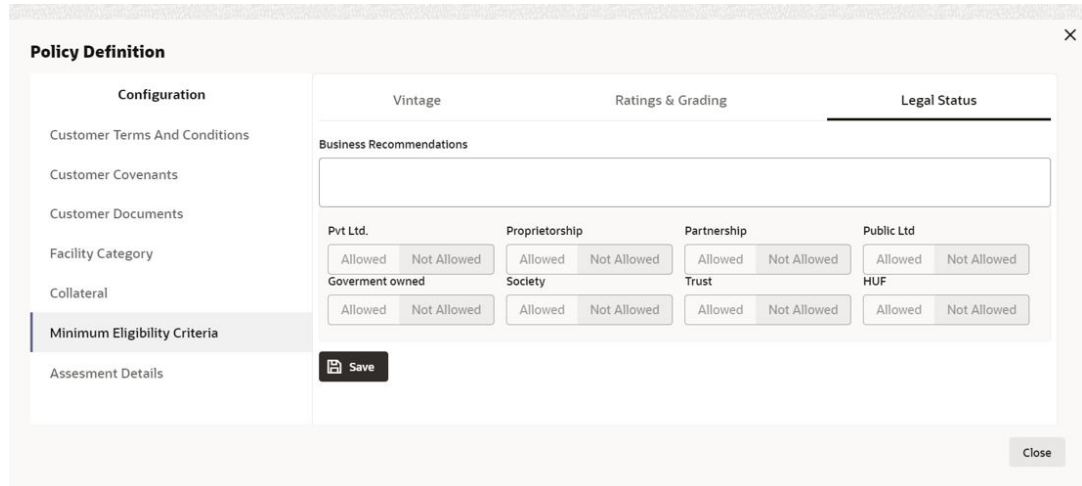 Policy Definition
Configuration
Customer Terms And Conditions
Customer Covenants
Customer Documents
Facility Category
Collateral
Minimum Eligibility Criteria
Assesment Details
Vintage Ratings & Grading Legal Status
Business Recommendations
Pvt Ltd. Proprietorship Partnership Public Ltd
Allowed Not Allowed Allowed Not Allowed Allowed Not Allowed Allowed Not Allowed
Goverment owned Society Trust HUF
Allowed Not Allowed Allowed Not Allowed Allowed Not Allowed Allowed Not Allowed
Save
Close